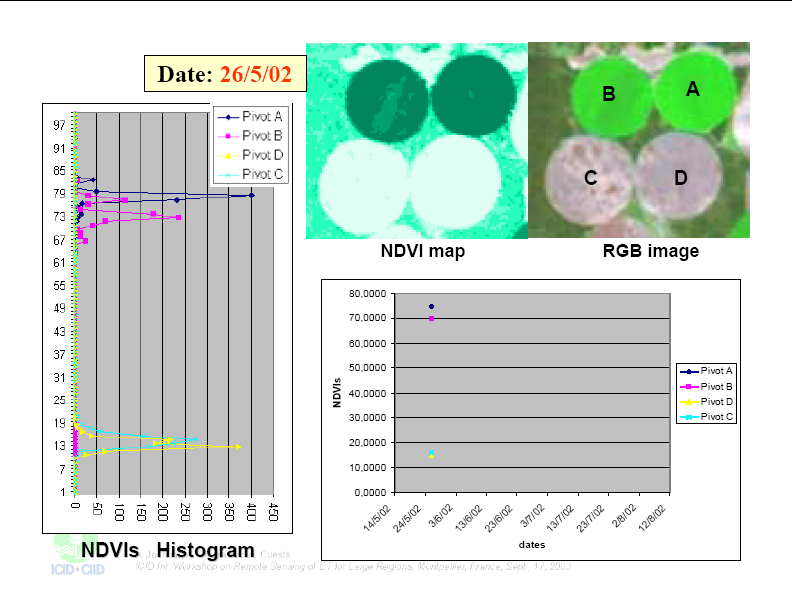 Date: 26/5/02
B
A
C
D
NDVI map
RGB image
Pivot A
Pivot B
Pivot D
Pivot C
97
91
85
79
73
67
61
55
49
43
37
31
25
19
13
7
1
0
50
100
150
200
250
300
350
400
450
NDVIs Histogram
80,0000
70,0000
60,0000
50,0000
40,0000
30,0000
20,0000
10,0000
0,0000
NDVIs
14/5/02
24/5/02
3/6/02
13/6/02
23/6/02
3/7/02
13/7/02
23/7/02
2/8/02
12/8/02
dates
Pivot A
Pivot B
Pivot D
Pivot C
Cuesta
ICID Int. Workshop on Remote Sensing of ET for Large Regions, Montpellier, France, Sept., 17, 2003
ICID•CIID